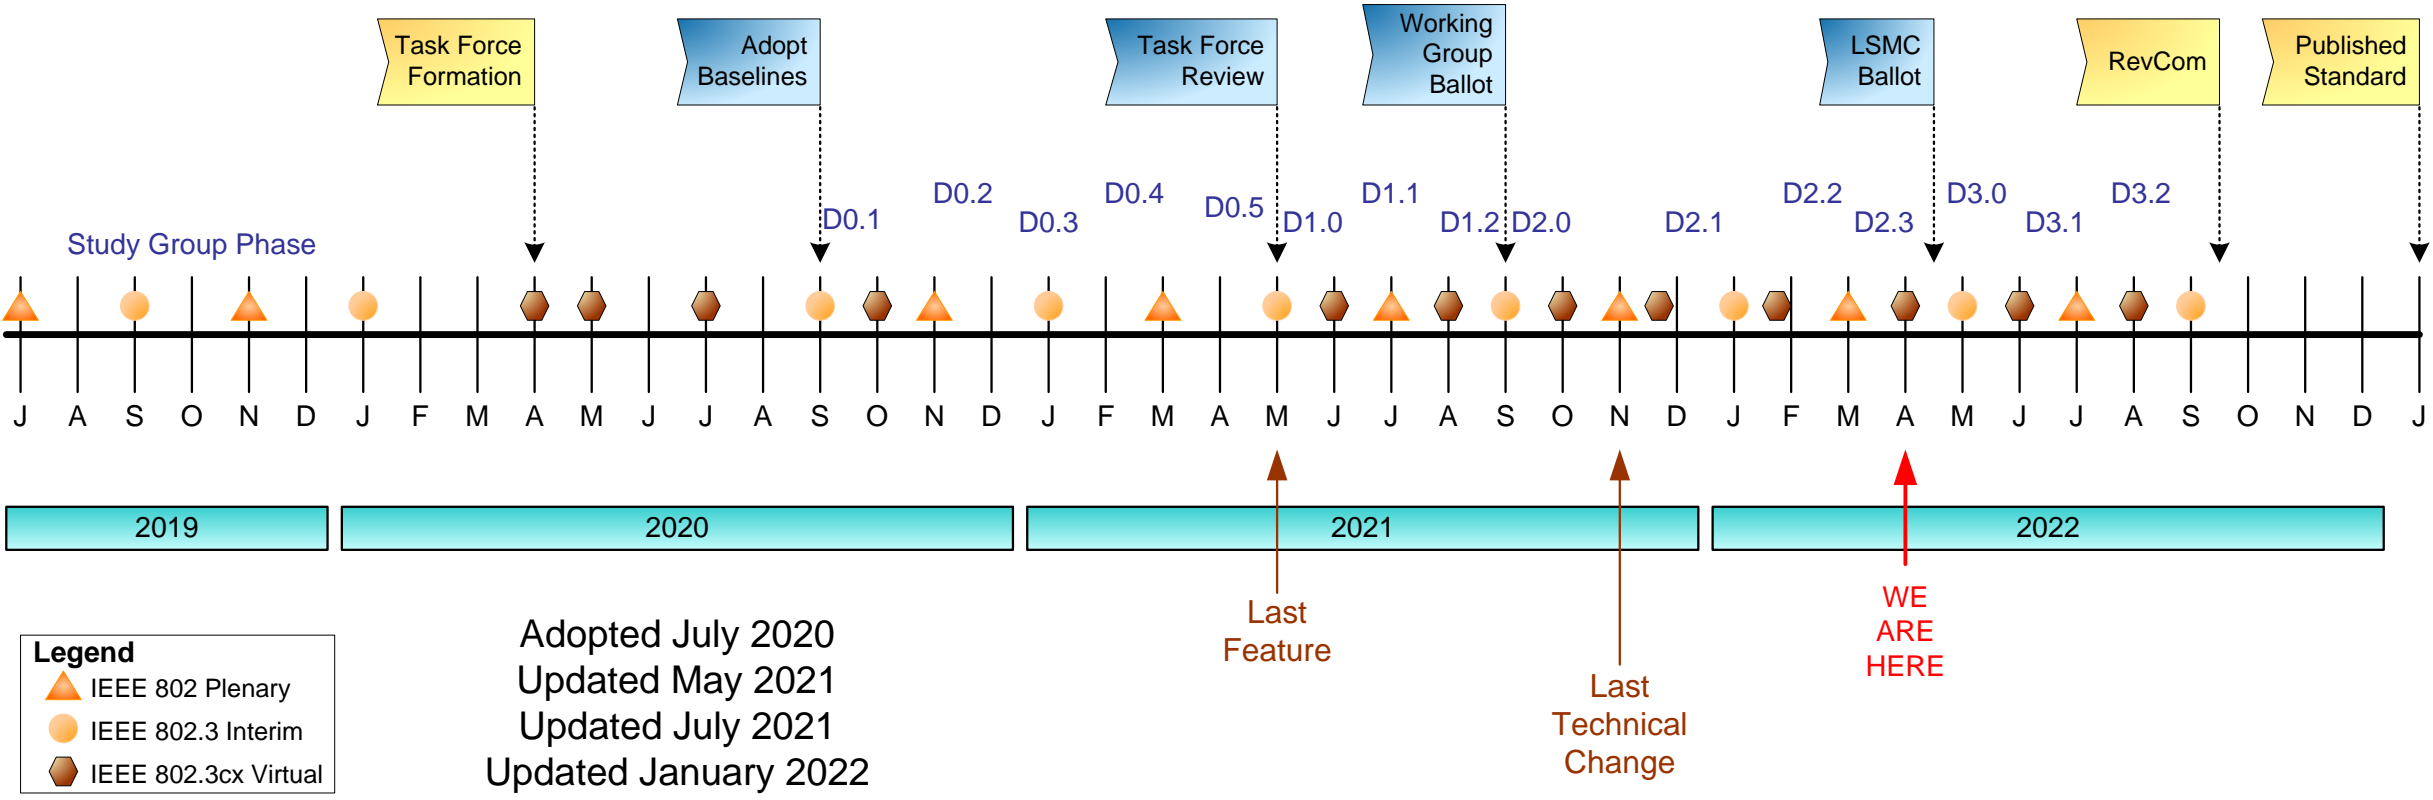 Task Force
Formation
Adopt
Baselines
Task Force
Review
Working
Group
Ballot
LSMC
Ballot
RevCom
Published
Standard
Study Group Phase
D0.1
D0.2
D0.3
D0.4
D0.5
D1.0
D1.1
D1.2
D2.0
D2.1
D2.2
D2.3
D3.0
D3.1
D3.2
J A S O N D J F M A M J J A S O N D J F M A M J J A S O N D J F M A M J J A S O N D J
2019 2020 2021 2022
Last
Feature
Last
Technical
Change
WE
ARE
HERE
Legend
IEEE 802 Plenary
IEEE 802.3 Interim
IEEE 802.3cx Virtual
Adopted July 2020
Updated May 2021
Updated July 2021
Updated January 2022